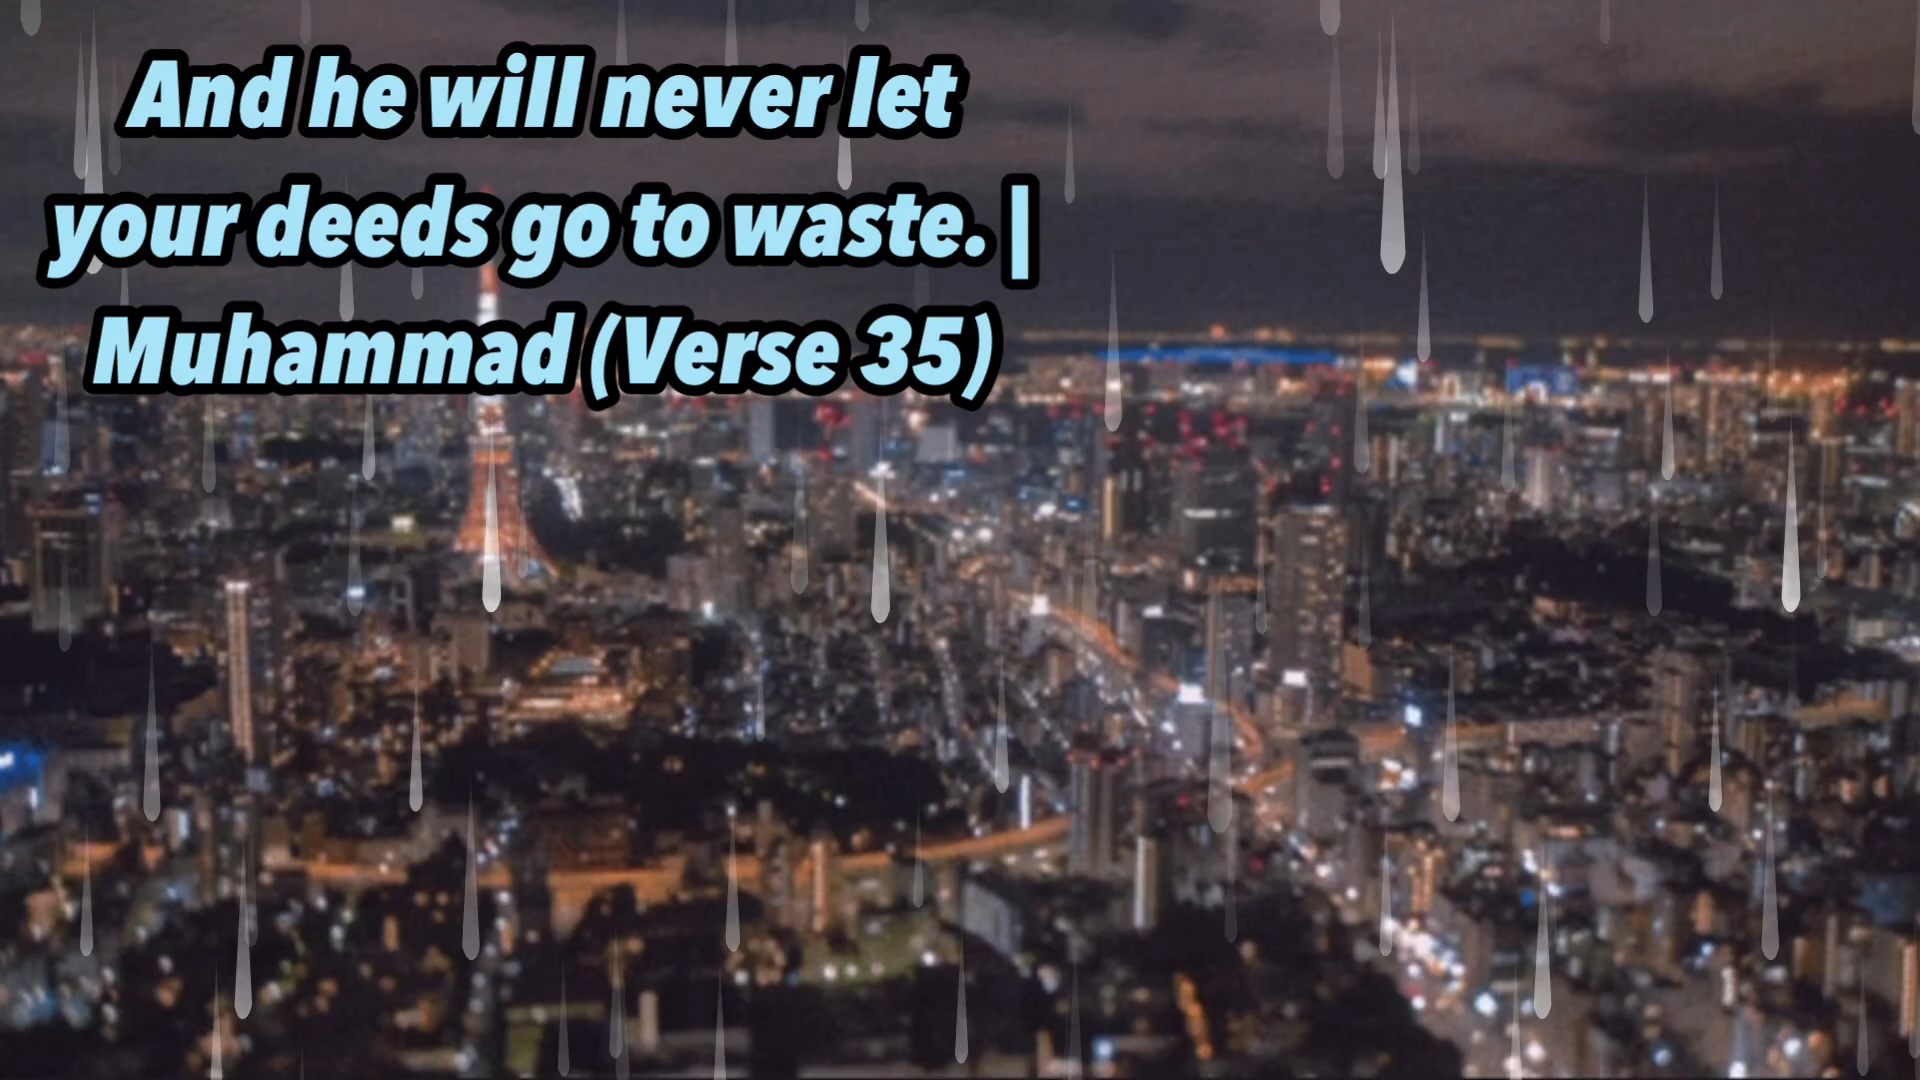 And he will never let
your deeds go to waste. |
Muhammad (Verse 35)